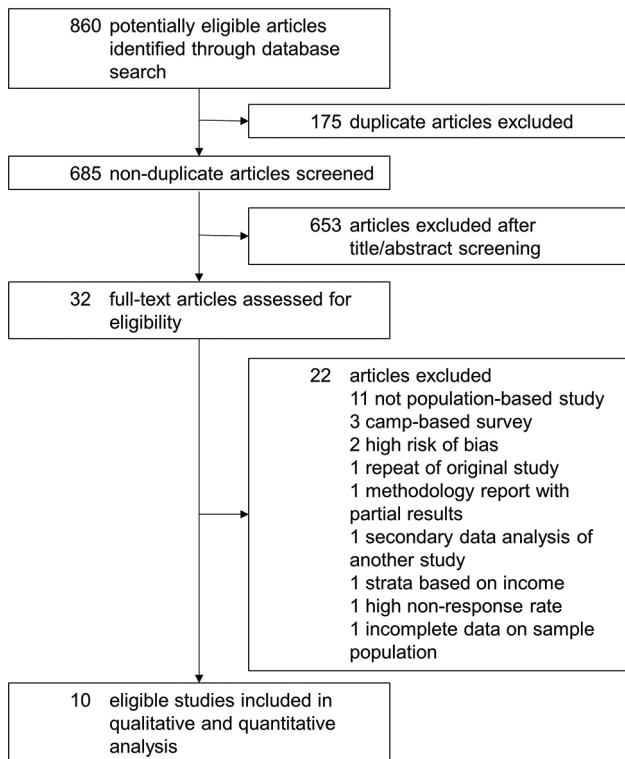 860 potentially eligible articles
identified through database
search
175 duplicate articles excluded
685 non-duplicate articles screened
653 articles excluded after
title/abstract screening
32 full-text articles assessed for
eligibility
22 articles excluded
11 not population-based study
3 camp-based survey
2 high risk of bias
1 repeat of original study
1 methodology report with
partial results
1 secondary data analysis of
another study
1 strata based on income
1 high non-response rate
1 incomplete data on sample
population
10 eligible studies included in
qualitative and quantitative
analysis